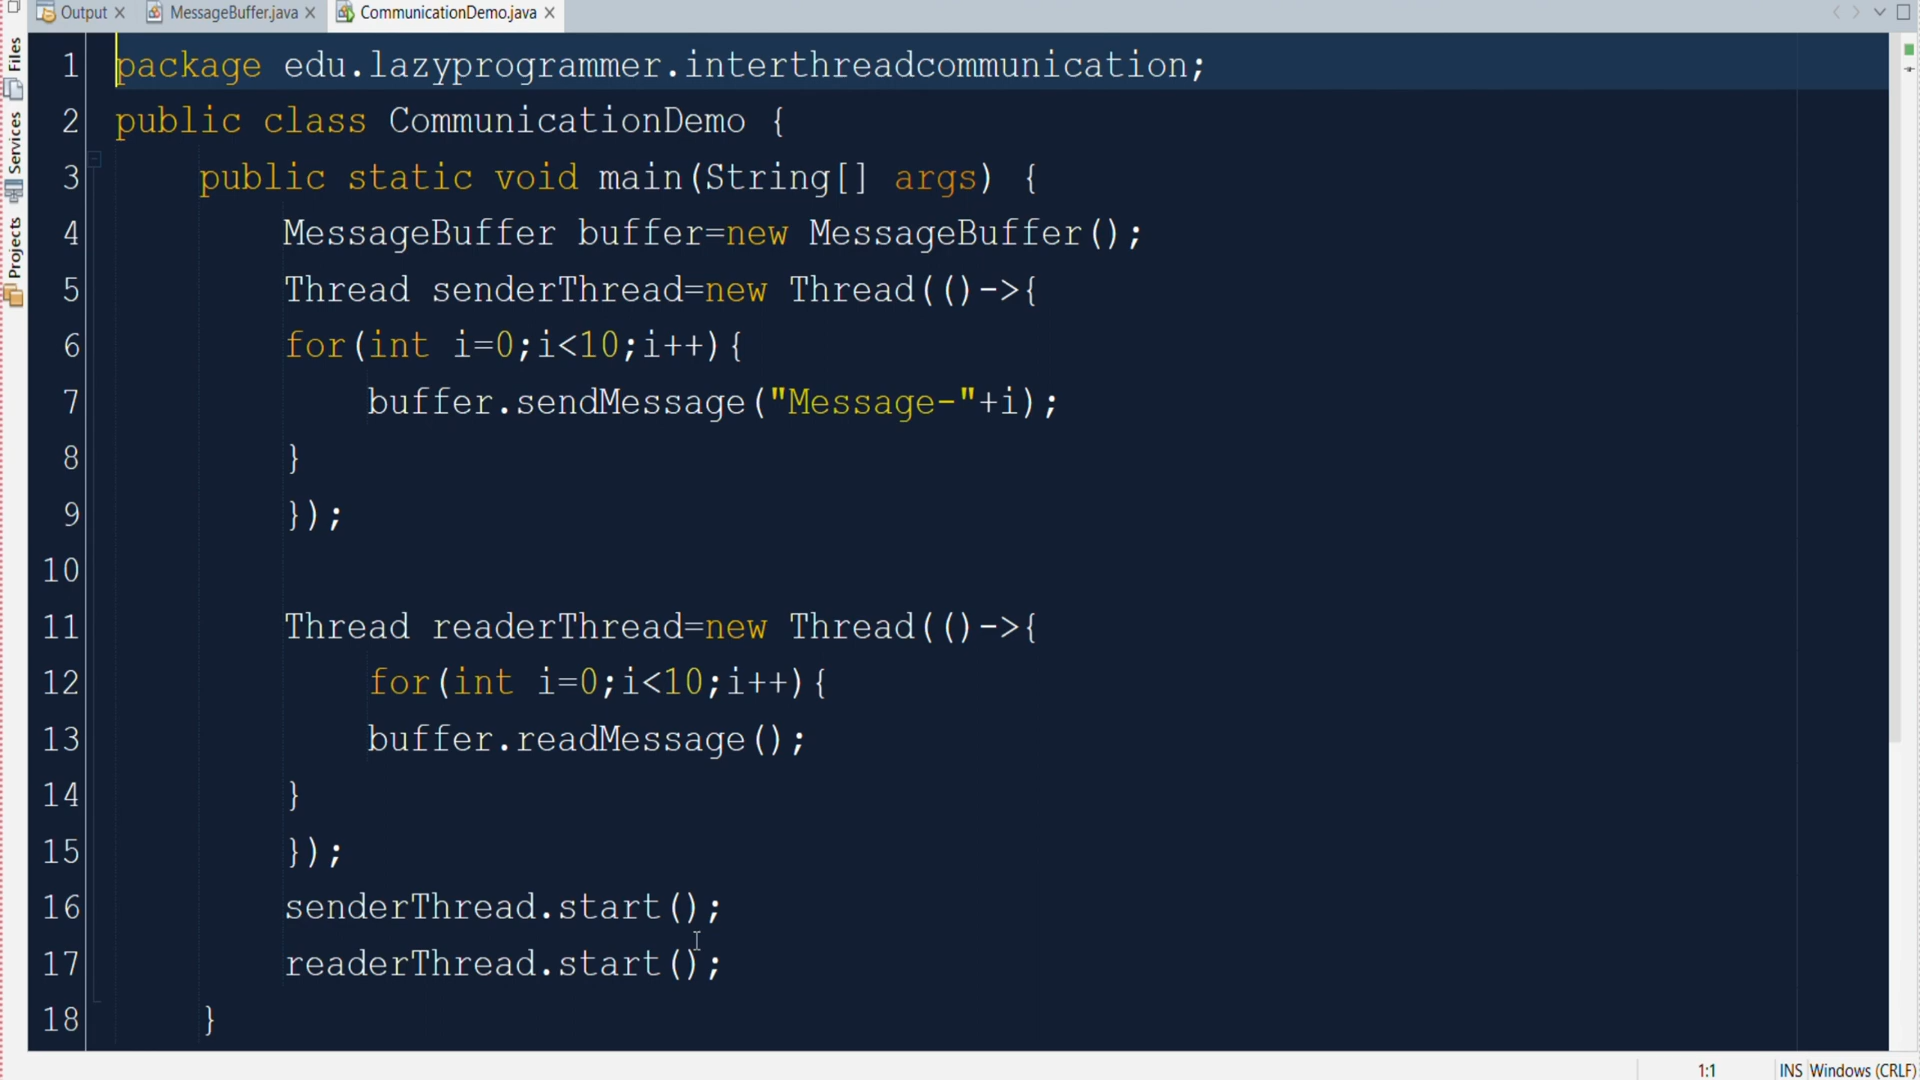 Output
MessageBuffer.java
CommunicationDemo.java
Files
Services
Projects
1 package edu.lazyprogrammer.interthreadcommunication;
2 public class CommunicationDemo {
3 public static void main(String[] args) {
4 MessageBuffer buffer=new MessageBuffer();
5 Thread senderThread=new Thread(()->{
6 for(int i=0;i<10;i++){
7 buffer.sendMessage("Message-"+i);
8 }
9 });
10
11 Thread readerThread=new Thread(()->{
12 for(int i=0;i<10;i++){
13 buffer.readMessage();
14 }
15 });
16 senderThread.start();
17 readerThread.start();
18 }
1:1 INS Windows (CRLF)